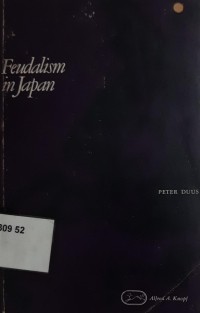 Feudalism
in Japan
PETER DUUS
309 52
Alfred A. Knopf